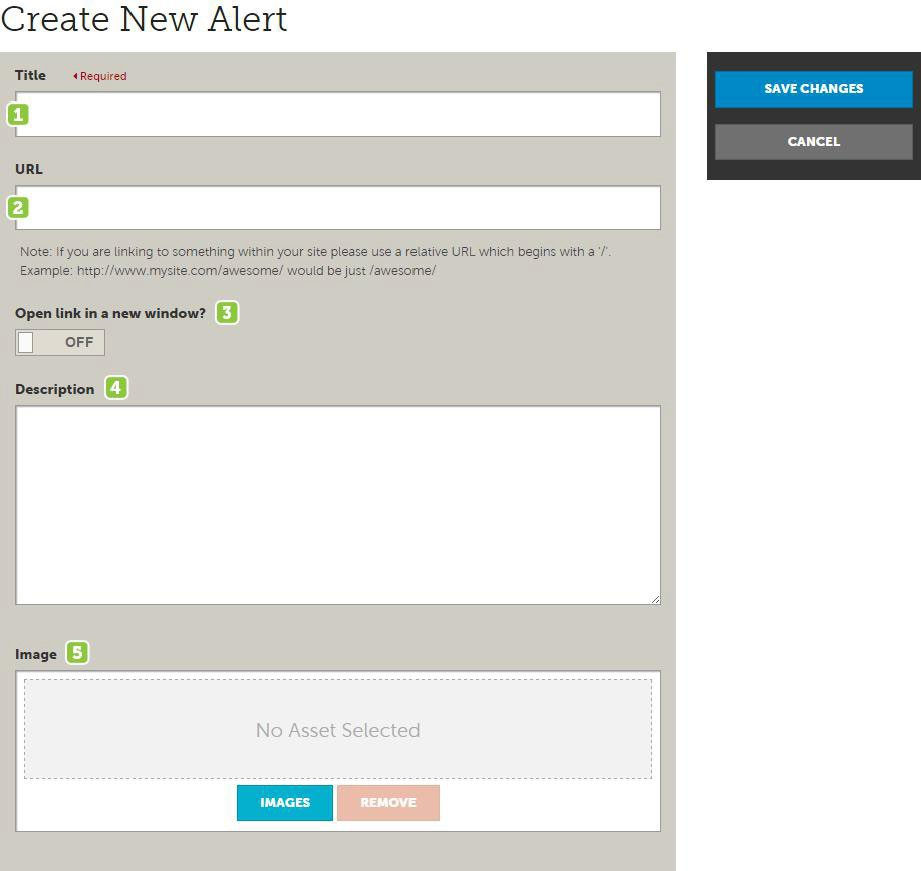 Create New Alert
Title Required
SAVE CHANGES
1
CANCEL
URL
2
Note: If you are linking to something within your site please use a relative URL which begins with a '/'.
Example: http://www.mysite.com/awesome/ would be just /awesome/
Open link in a new window? 3
OFF
Description 4
Image 5
No Asset Selected
IMAGES REMOVE